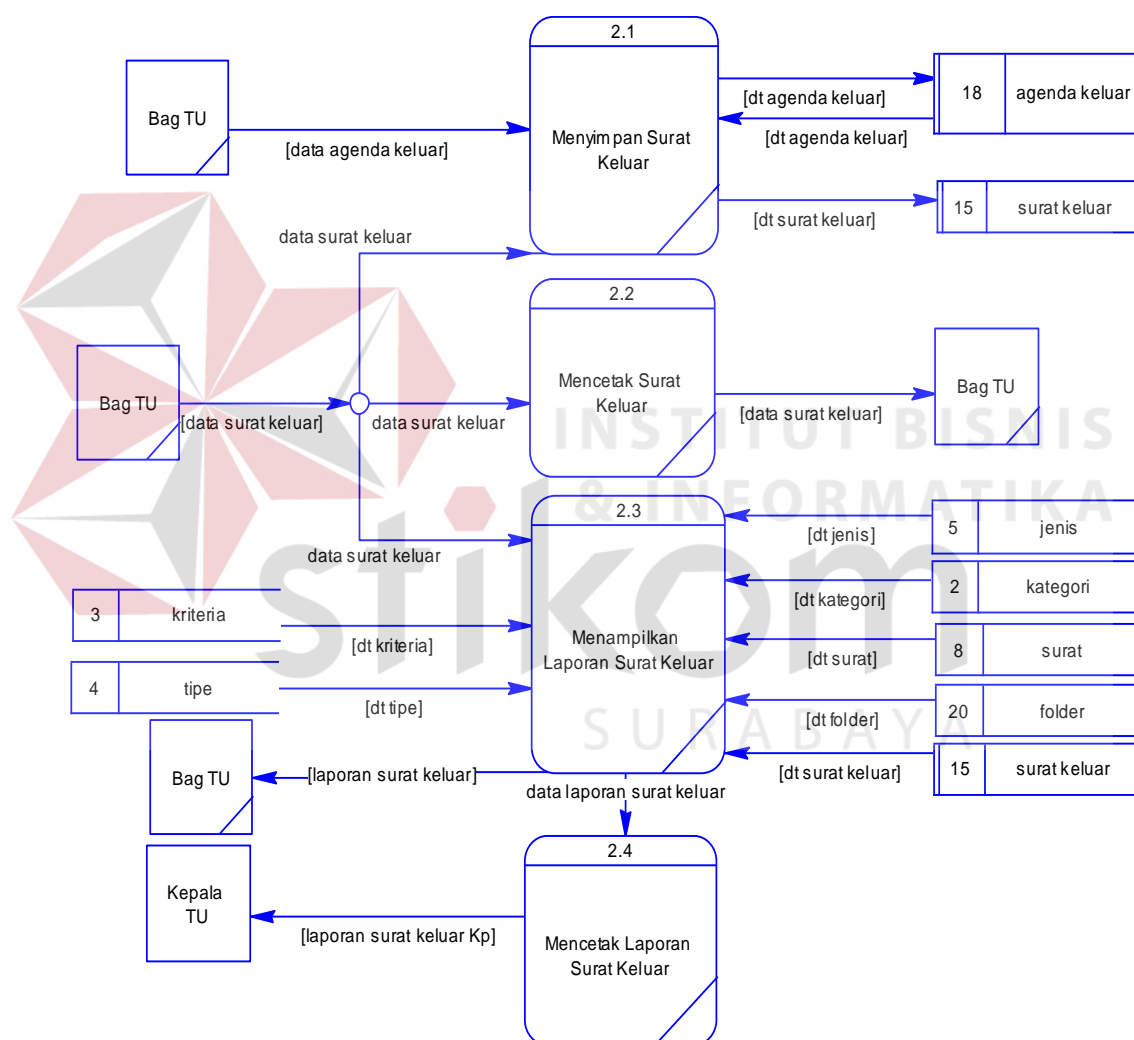 2.1
Bag TU
Menyimpan Surat
Keluar
[data agenda keluar]
[dt agenda keluar]
[dt agenda keluar]
18 agenda keluar
[dt surat keluar]
15 surat keluar
data surat keluar
2.2
Bag TU
[data surat keluar]
data surat keluar
Mencetak Surat
Keluar
[data surat keluar]
Bag TU
INSTITUT BISNIS
& INFORMATIKA
stikom
SURABAYA
2.3
data surat keluar
Menampilkan
Laporan Surat Keluar
3 kriteria
[dt kriteria]
4 tipe
[dt tipe]
[dt jenis]
5 jenis
[dt kategori]
2 kategori
[dt surat]
8 surat
[dt folder]
20 folder
[dt surat keluar]
15 surat keluar
Bag TU
[laporan surat keluar]
data laporan surat keluar
2.4
Kepala
TU
[laporan surat keluar Kp]
Mencetak Laporan
Surat Keluar